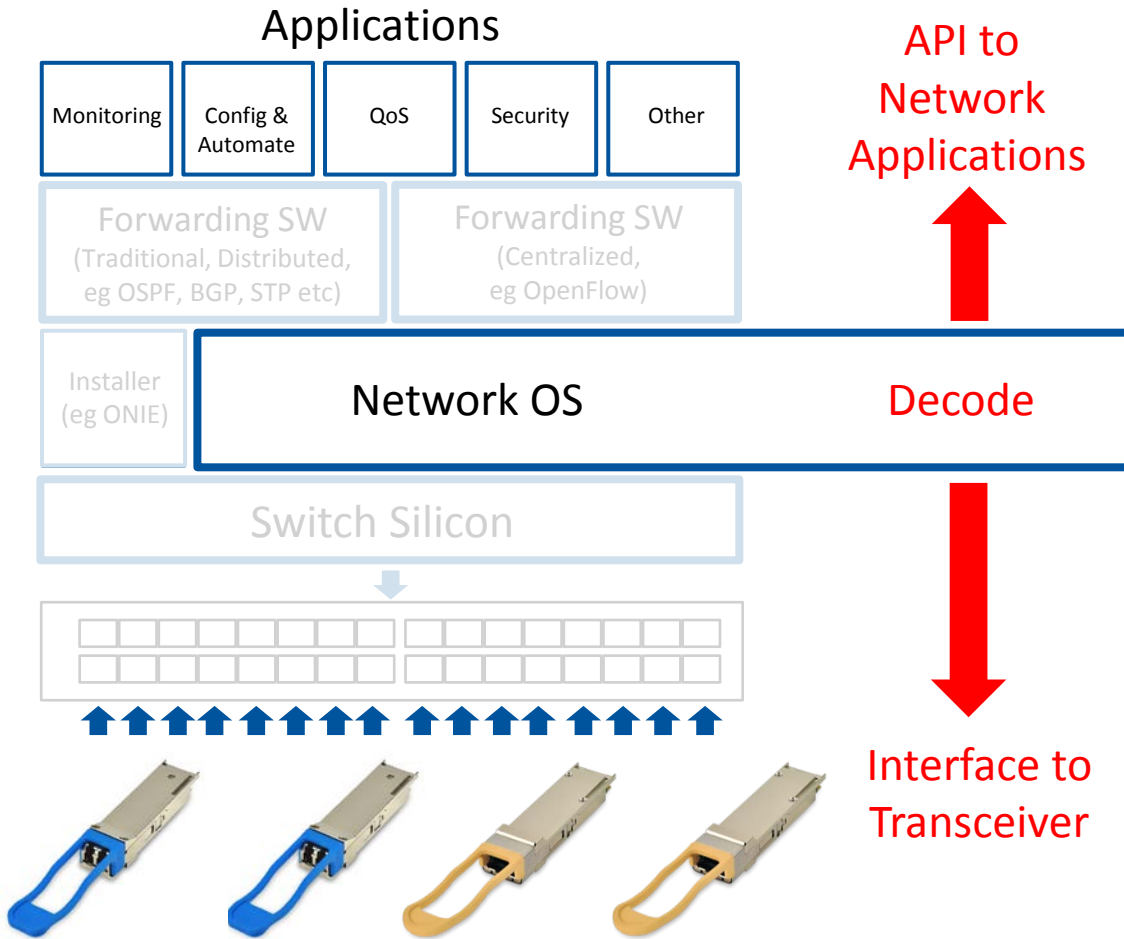 Applications
API to
Network
Applications
Monitoring
Config &
Automate
QoS
Security
Other
Forwarding SW
(Traditional, Distributed,
eg OSPF, BGP, STP etc)
Forwarding SW
(Centralized,
eg OpenFlow)
Installer
(eg ONIE)
Network OS
Decode
Switch Silicon
Interface to
Transceiver